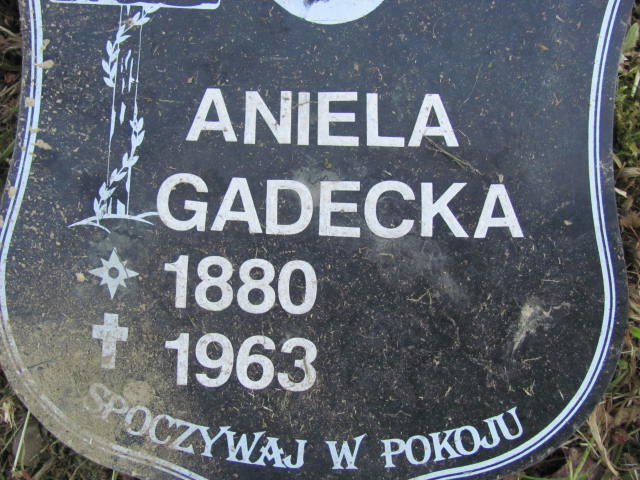 ANIELA
GADECKA
1880
1963
SPOCZYWAJ W POKOJU